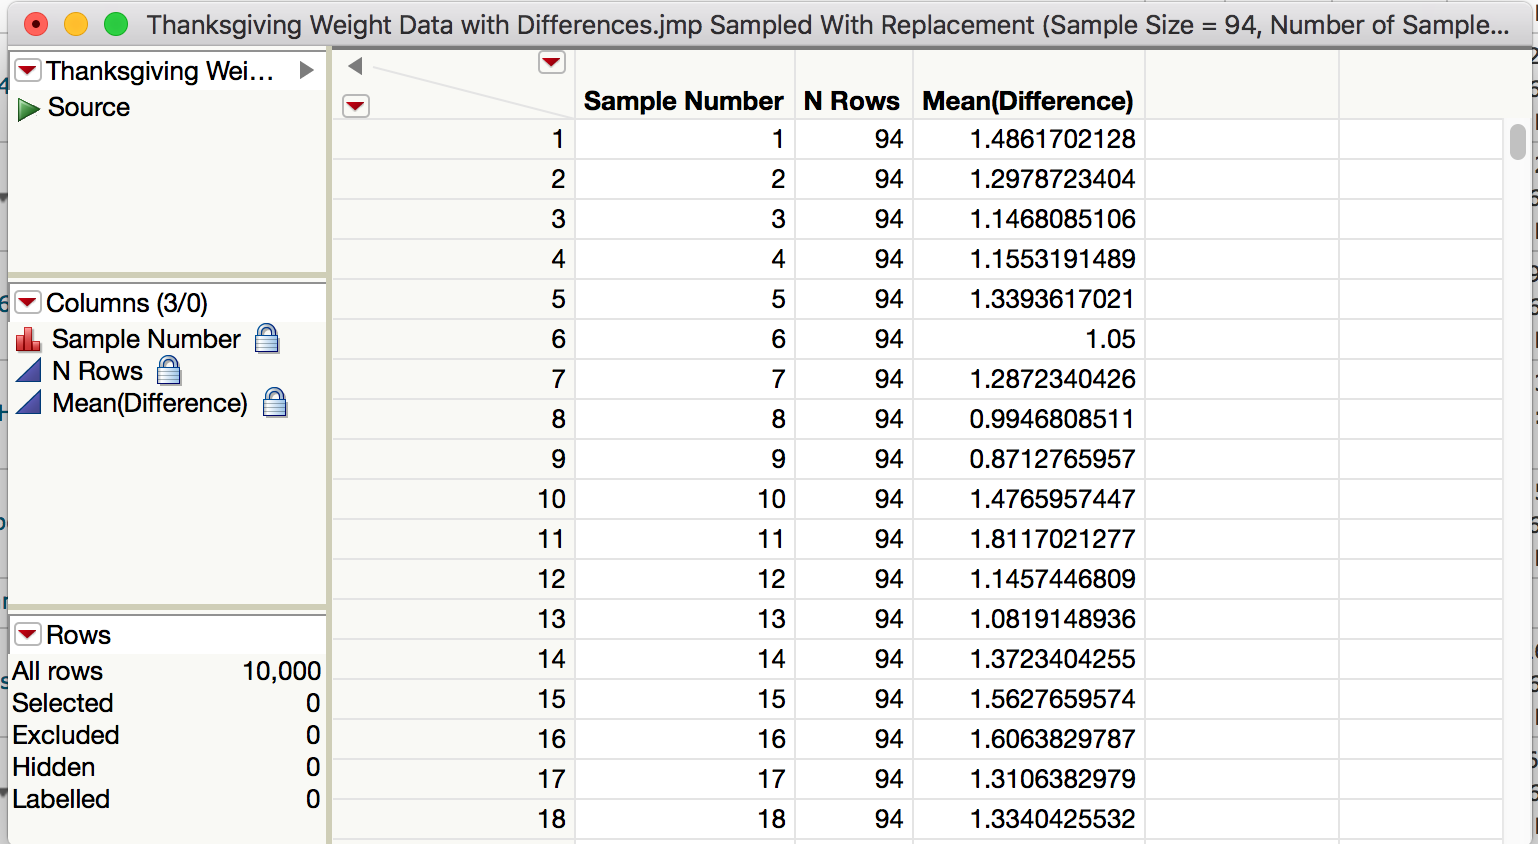 Thanksgiving Weight Data with Differences.jmp Sampled With Replacement (Sample Size = 94, Number of Sample...
Thanksgiving Wei...
Source
Columns (3/0)
Sample Number
N Rows
Mean(Difference)
Rows
All rows 10,000
Selected 0
Excluded 0
Hidden 0
Labelled 0
Sample Number N Rows Mean(Difference)
1 1 94 1.4861702128
2 2 94 1.2978723404
3 3 94 1.1468085106
4 4 94 1.1553191489
5 5 94 1.3393617021
6 6 94 1.05
7 7 94 1.2872340426
8 8 94 0.9946808511
9 9 94 0.8712765957
10 10 94 1.4765957447
11 11 94 1.8117021277
12 12 94 1.1457446809
13 13 94 1.0819148936
14 14 94 1.3723404255
15 15 94 1.5627659574
16 16 94 1.6063829787
17 17 94 1.3106382979
18 18 94 1.3340425532